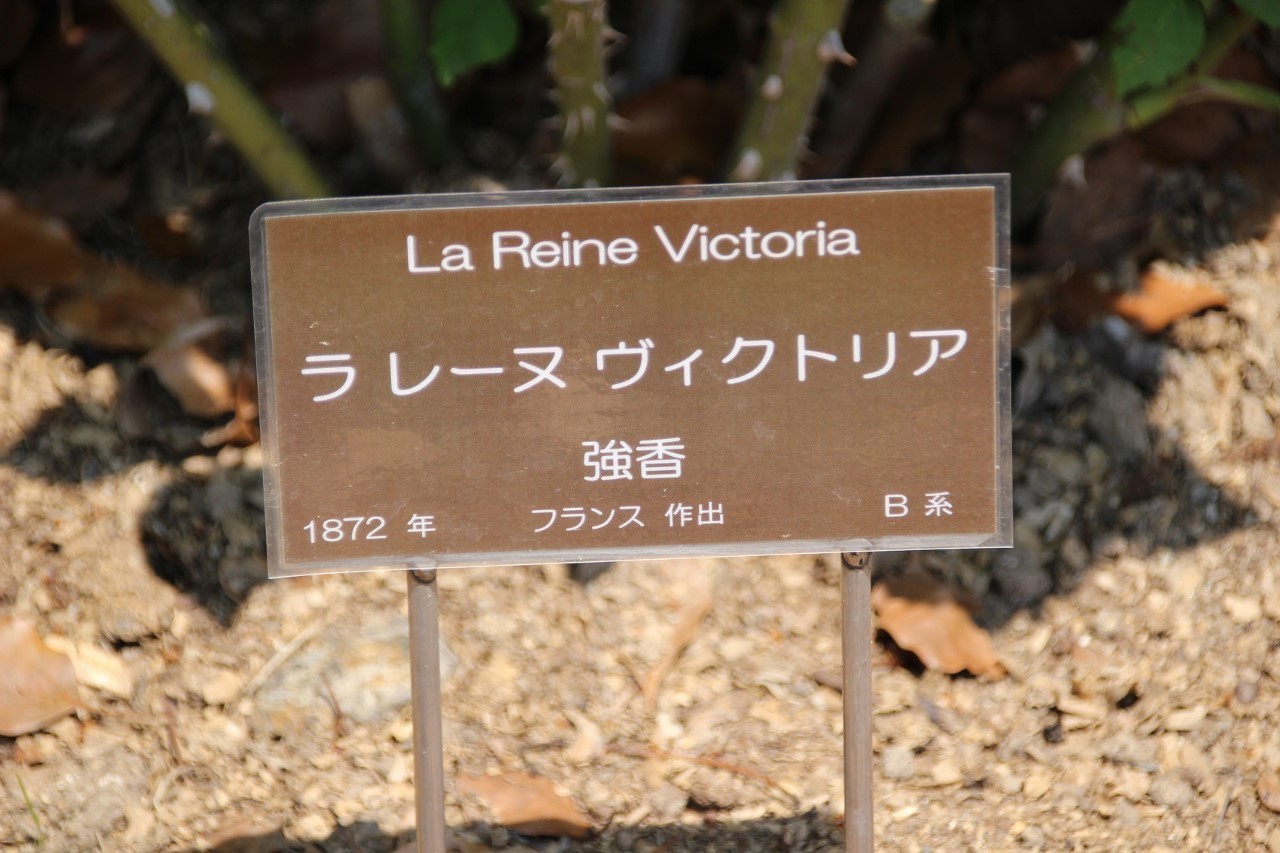 La Reine Victoria
ラ レーヌ ヴィクトリア
強香
1872 年 フランス 作出 B 系